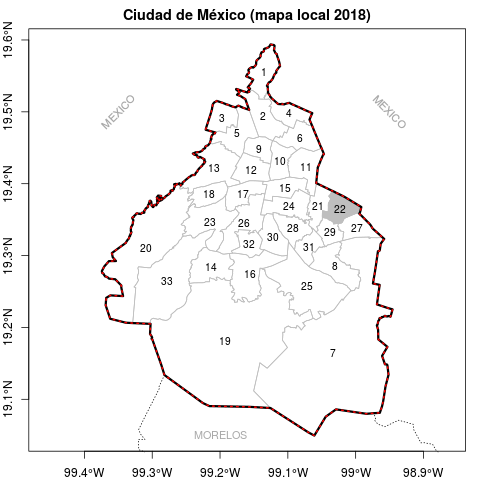 Ciudad de México (mapa local 2018)
19.6°N
19.5°N
19.4°N
19.3°N
19.2°N
19.1°N
MEXICO
MEXICO
1
2
3
4
5
6
9
10
11
12
13
15
17
18
21
22
24
20
23
26
27
28
29
30
31
32
8
14
16
25
33
19
7
MORELOS
99.4°W
99.3°W
99.2°W
99.1°W
99°W
98.9°W